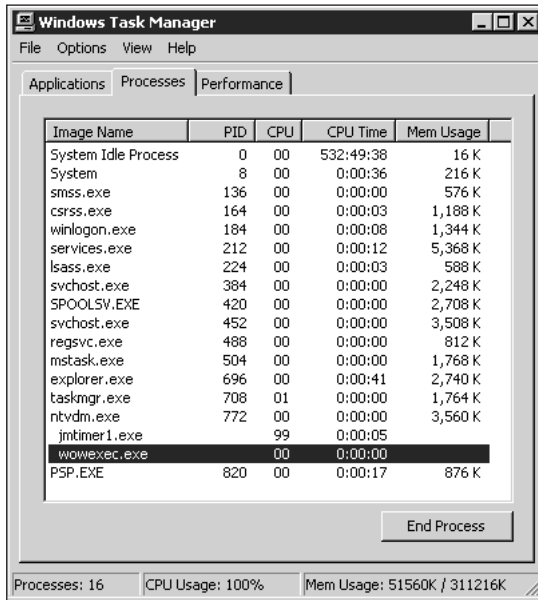 Windows Task Manager
File Options View Help
Applications Processes Performance
Image Name PID CPU CPU Time Mem Usage
System Idle Process 0 00 532:49:38 16 K
System 8 00 0:00:36 216 K
smss.exe 136 00 0:00:00 576 K
csrss.exe 164 00 0:00:03 1,188 K
winlogon.exe 184 00 0:00:08 1,344 K
services.exe 212 00 0:00:12 5,368 K
lsass.exe 224 00 0:00:03 588 K
svchost.exe 384 00 0:00:00 2,248 K
SPOOLSV.EXE 420 00 0:00:00 2,708 K
svchost.exe 452 00 0:00:00 3,508 K
regsvc.exe 488 00 0:00:00 812 K
mstask.exe 504 00 0:00:00 1,768 K
explorer.exe 696 00 0:00:41 2,740 K
taskmgr.exe 708 01 0:00:00 1,764 K
ntvdm.exe 772 00 0:00:00 3,560 K
jmtimer1.exe 99 0:00:05
wowexec.exe 00 0:00:00
PSP.EXE 820 00 0:00:17 876 K
End Process
Processes: 16 CPU Usage: 100% Mem Usage: 51560K / 311216K